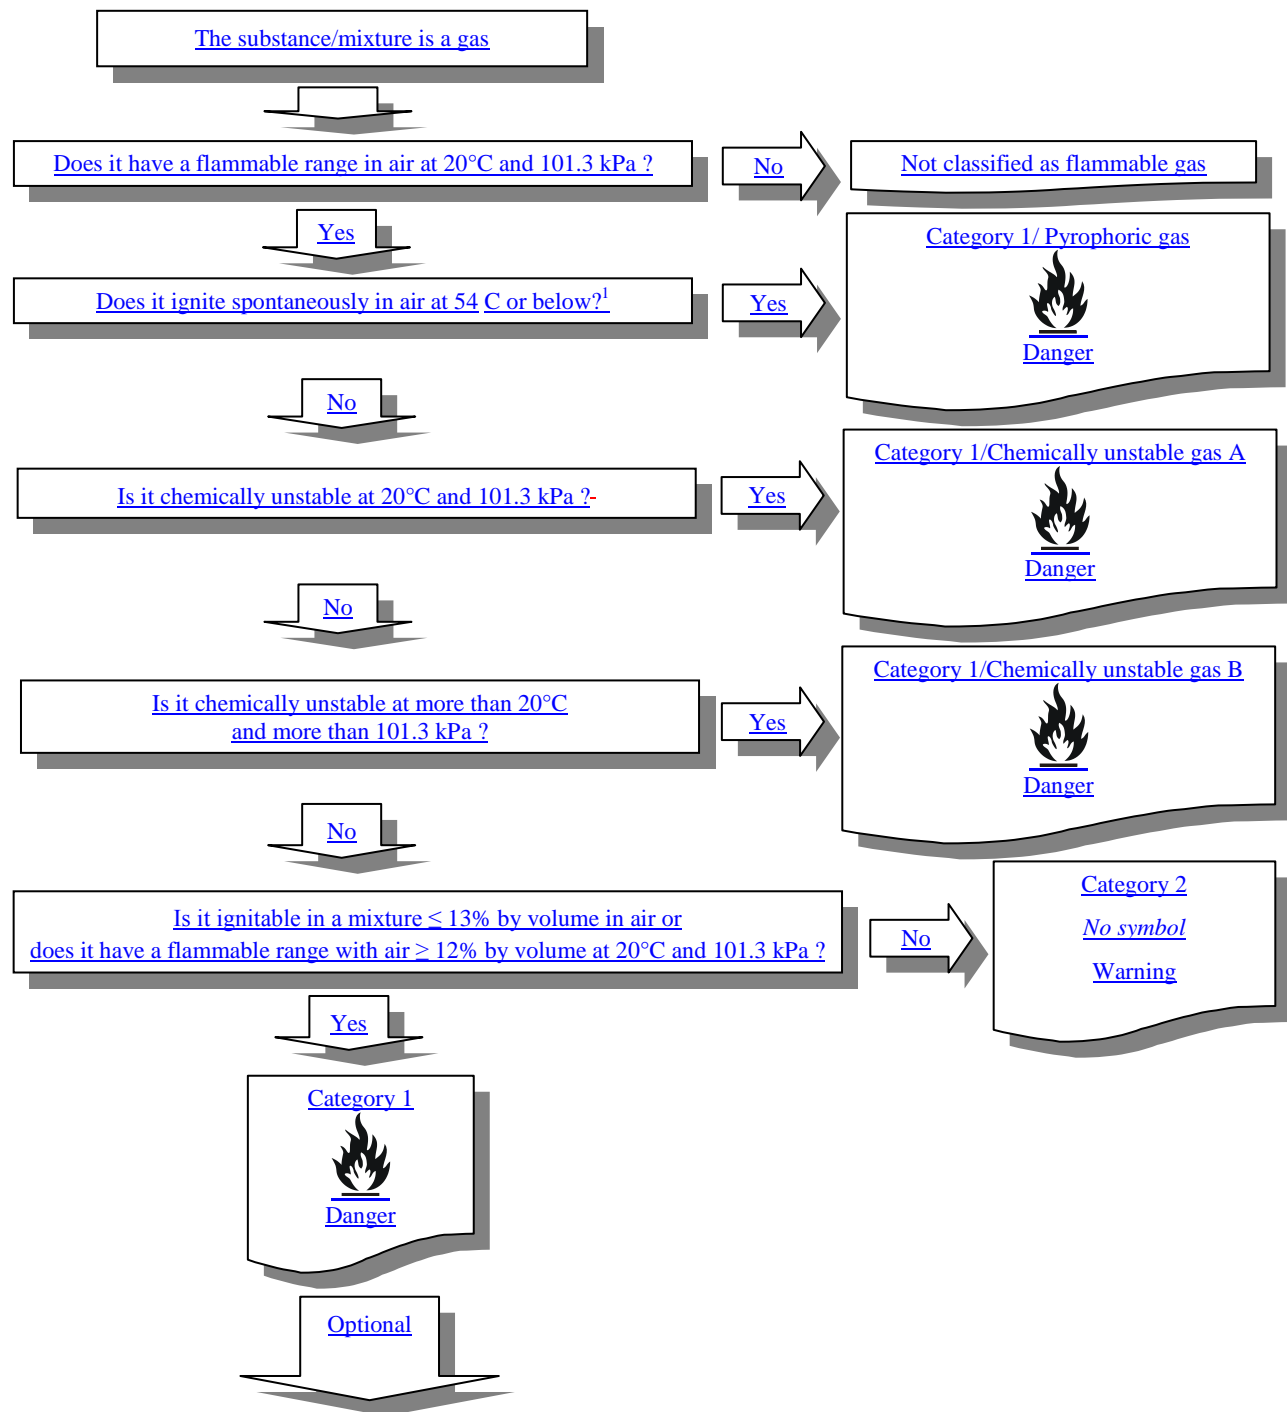 The substance/mixture is a gas
Does it have a flammable range in air at 20°C and 101.3 kPa ?
No
Not classified as flammable gas
Yes
Category 1/ Pyrophoric gas
Does it ignite spontaneously in air at 54 C or below?¹
Yes
Danger
No
Category 1/Chemically unstable gas A
Is it chemically unstable at 20°C and 101.3 kPa ?-
Yes
Danger
No
Category 1/Chemically unstable gas B
Is it chemically unstable at more than 20°C
and more than 101.3 kPa ?
Yes
Danger
No
Is it ignitable in a mixture ≤ 13% by volume in air or
does it have a flammable range with air ≥ 12% by volume at 20°C and 101.3 kPa ?
No
Category 2
No symbol
Warning
Yes
Category 1
Danger
Optional